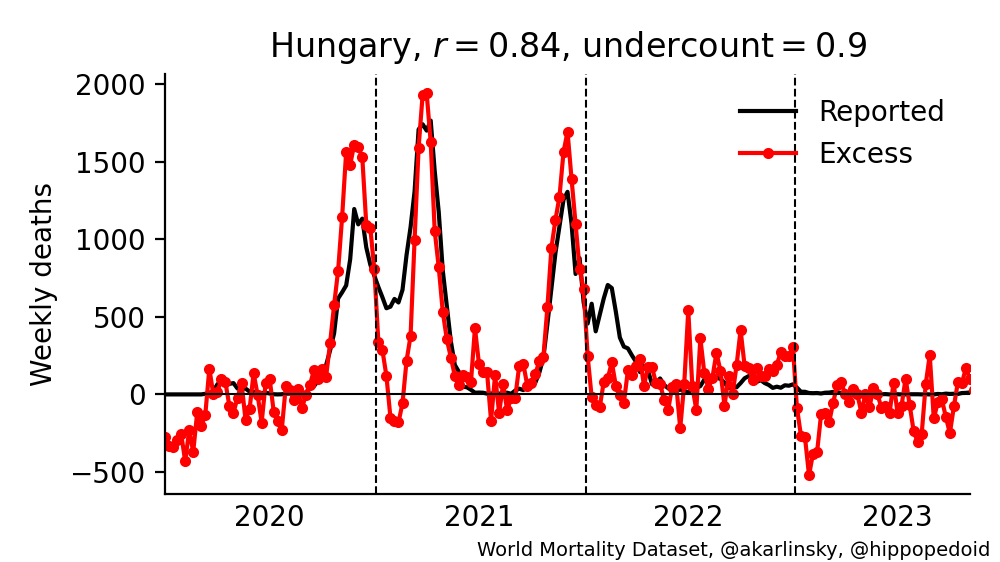 Hungary, r = 0.84, undercount = 0.9
2000
1500
1000
500
0
−500
Weekly deaths
Reported
Excess
2020 2021 2022 2023
World Mortality Dataset, @akarlinsky, @hippopedoid